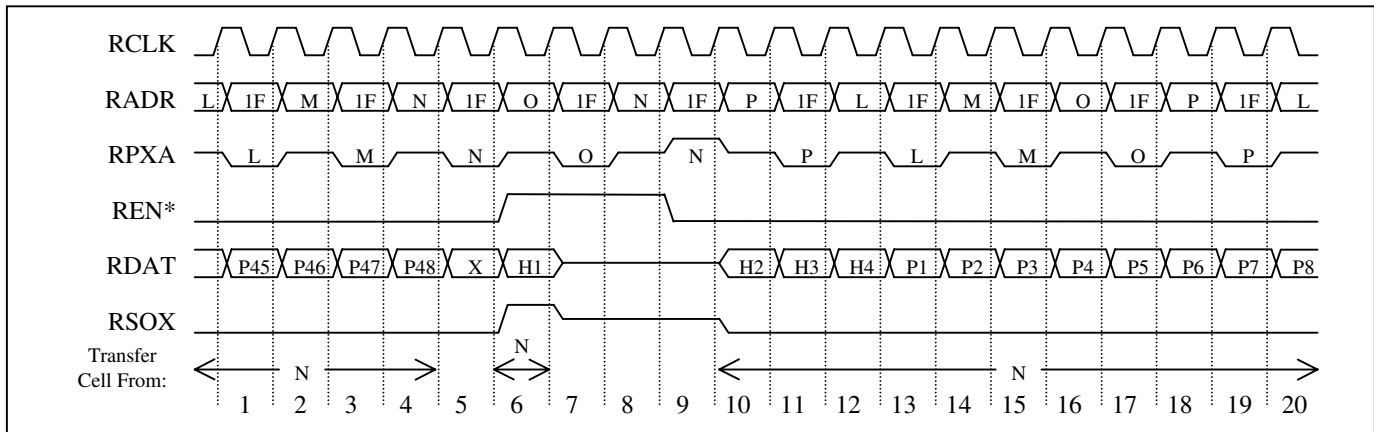 RCLK
RADR L 1F M 1F N 1F O 1F N 1F P 1F L 1F M 1F O 1F P 1F L
RPXA L M N O N P L M O P
REN*
RDAT P45 P46 P47 P48 X H1 H2 H3 H4 P1 P2 P3 P4 P5 P6 P7 P8
RSOX
Transfer
Cell From: N N N
1 2 3 4 5 6 7 8 9 10 11 12 13 14 15 16 17 18 19 20